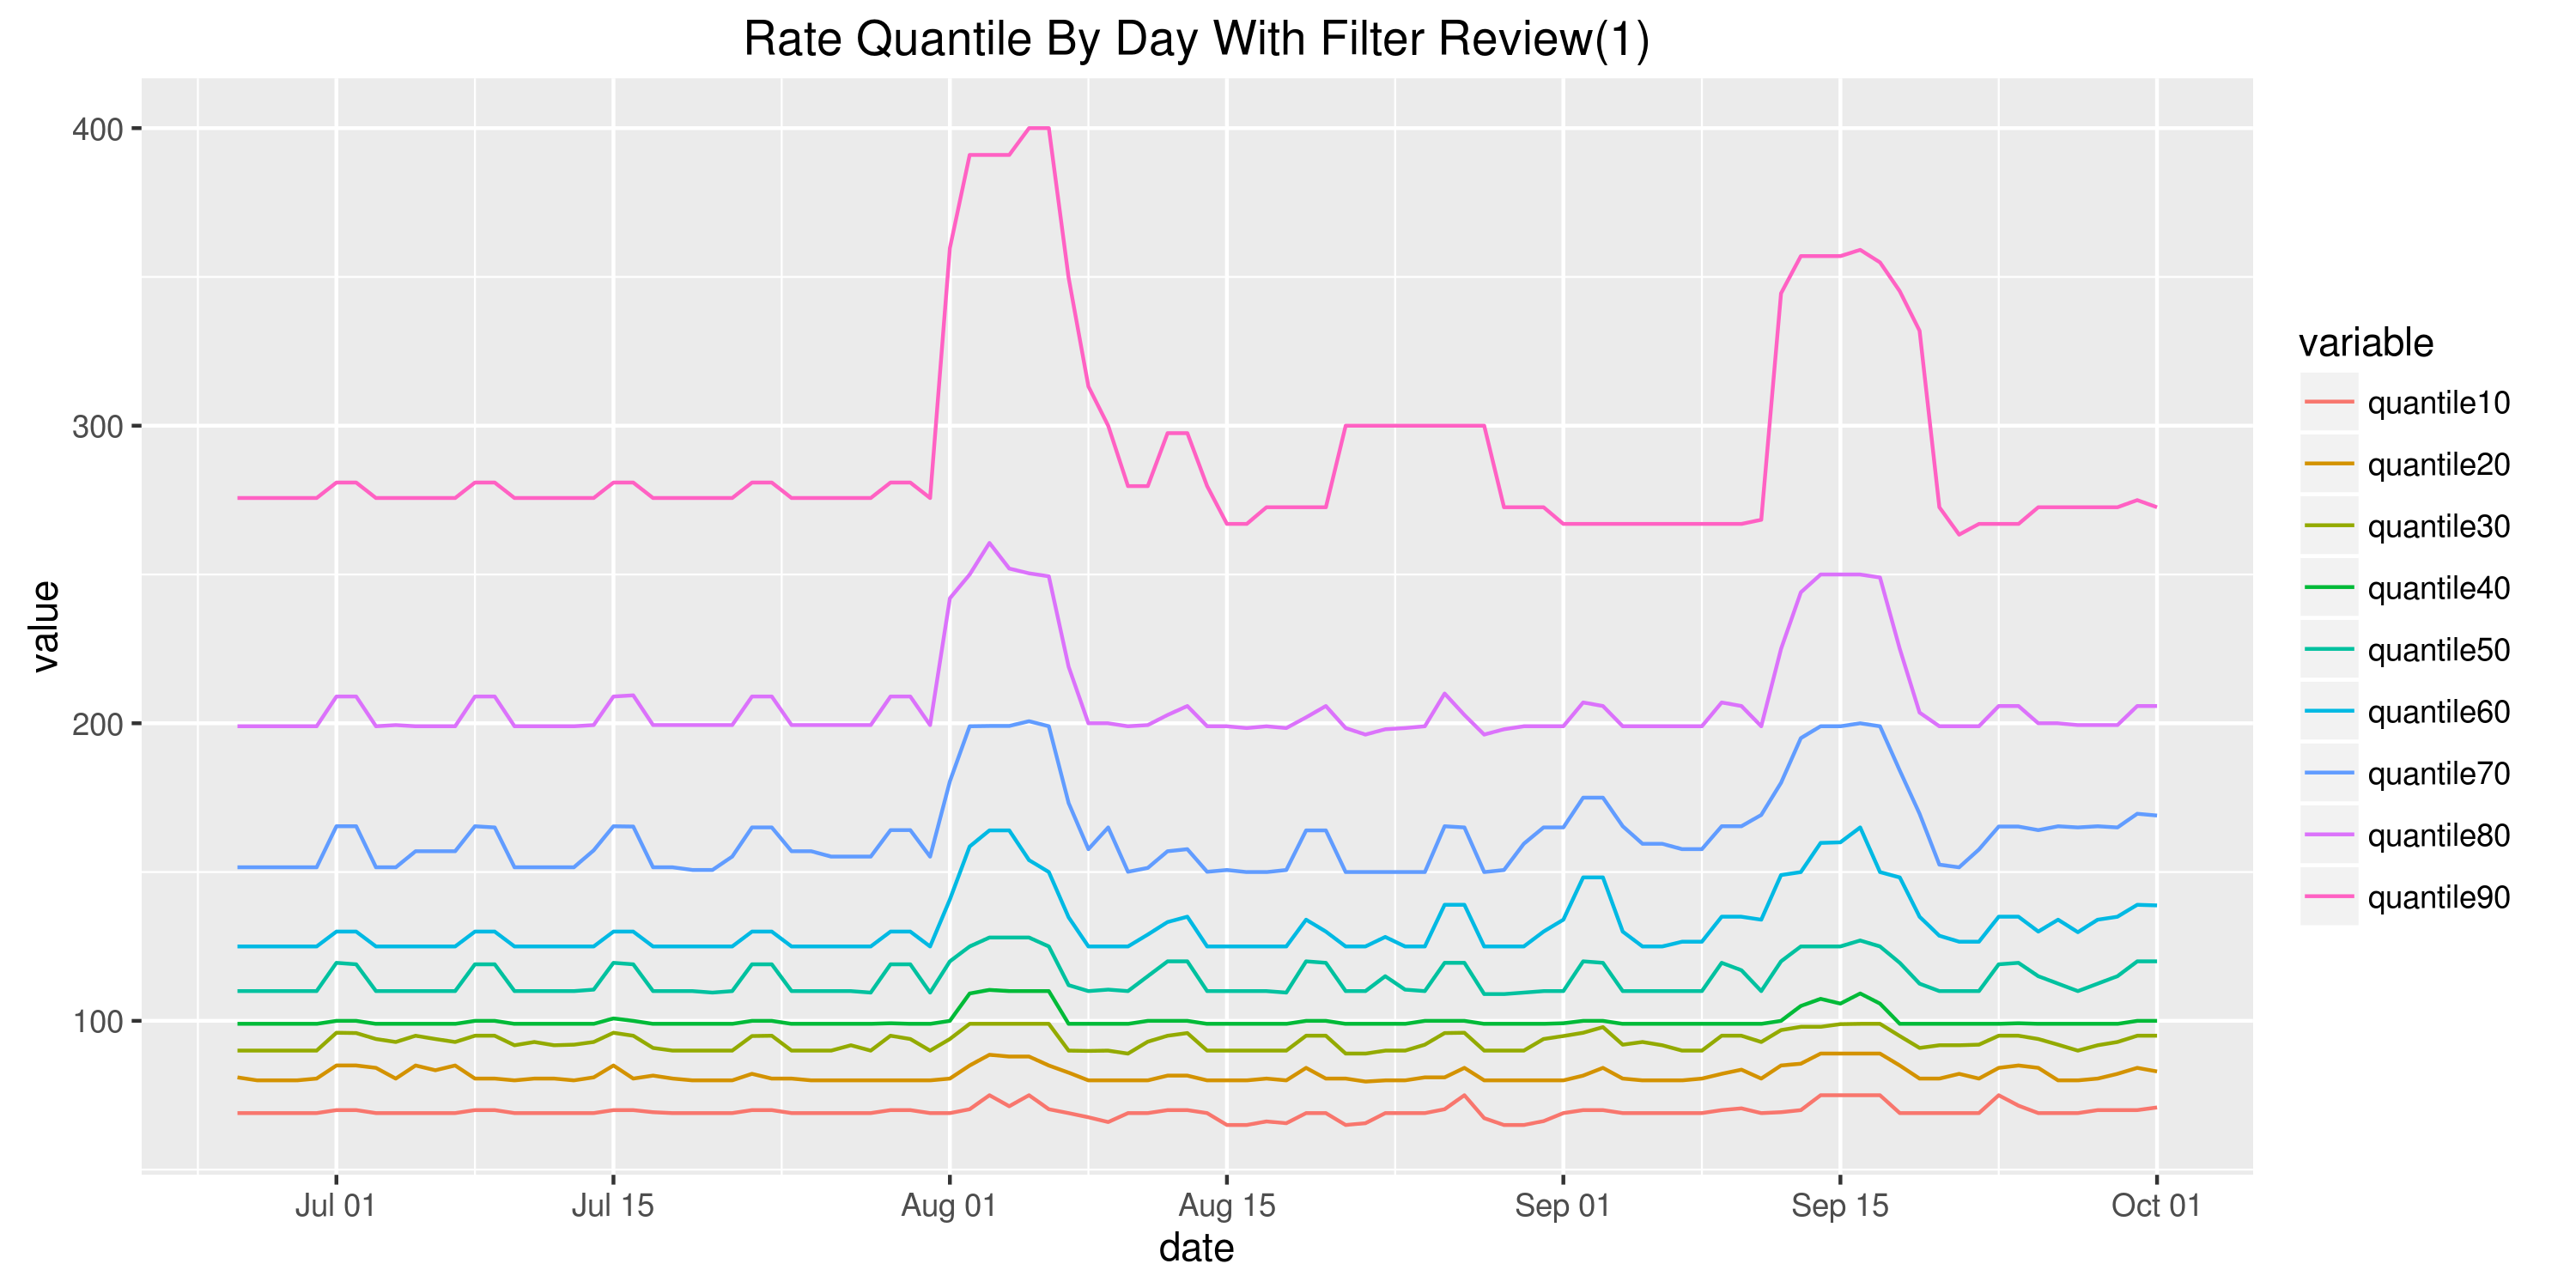 Rate Quantile By Day With Filter Review(1)
400
300
200
100
value
Jul 01
Jul 15
Aug 01
Aug 15
Sep 01
Sep 15
Oct 01
date
variable
quantile10
quantile20
quantile30
quantile40
quantile50
quantile60
quantile70
quantile80
quantile90